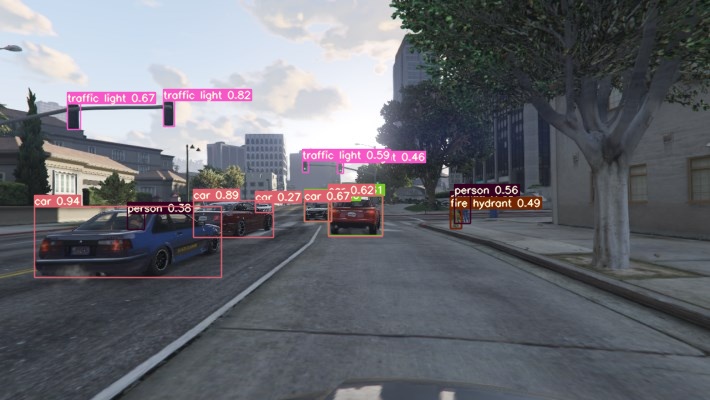 traffic light 0.67
traffic light 0.82
traffic light 0.59
t 0.46
car 0.94
person 0.38
car 0.89
car 0.27
car 0.67
car 0.62
1
person 0.56
fire hydrant 0.49